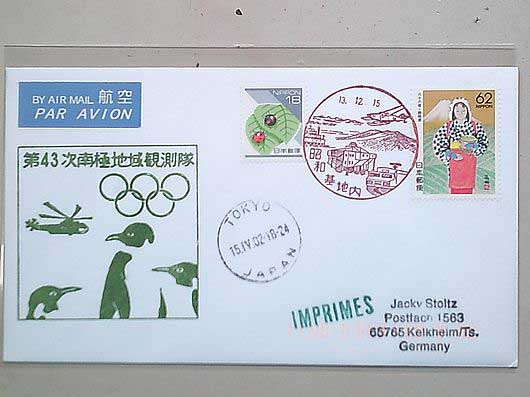 BY AIR MAIL 航空
PAR AVION
NIPPON
18
日本郵便
13.12.15
昭和
基地内
62
NIPPON
日本郵便
第43次南極地域観測隊
TOKYO
15.IV.02.18-24
JAPAN
IMPRIMES
Jacky Stoltz
Postfach 1563
65765 Kelkheim/Ts.
Germany